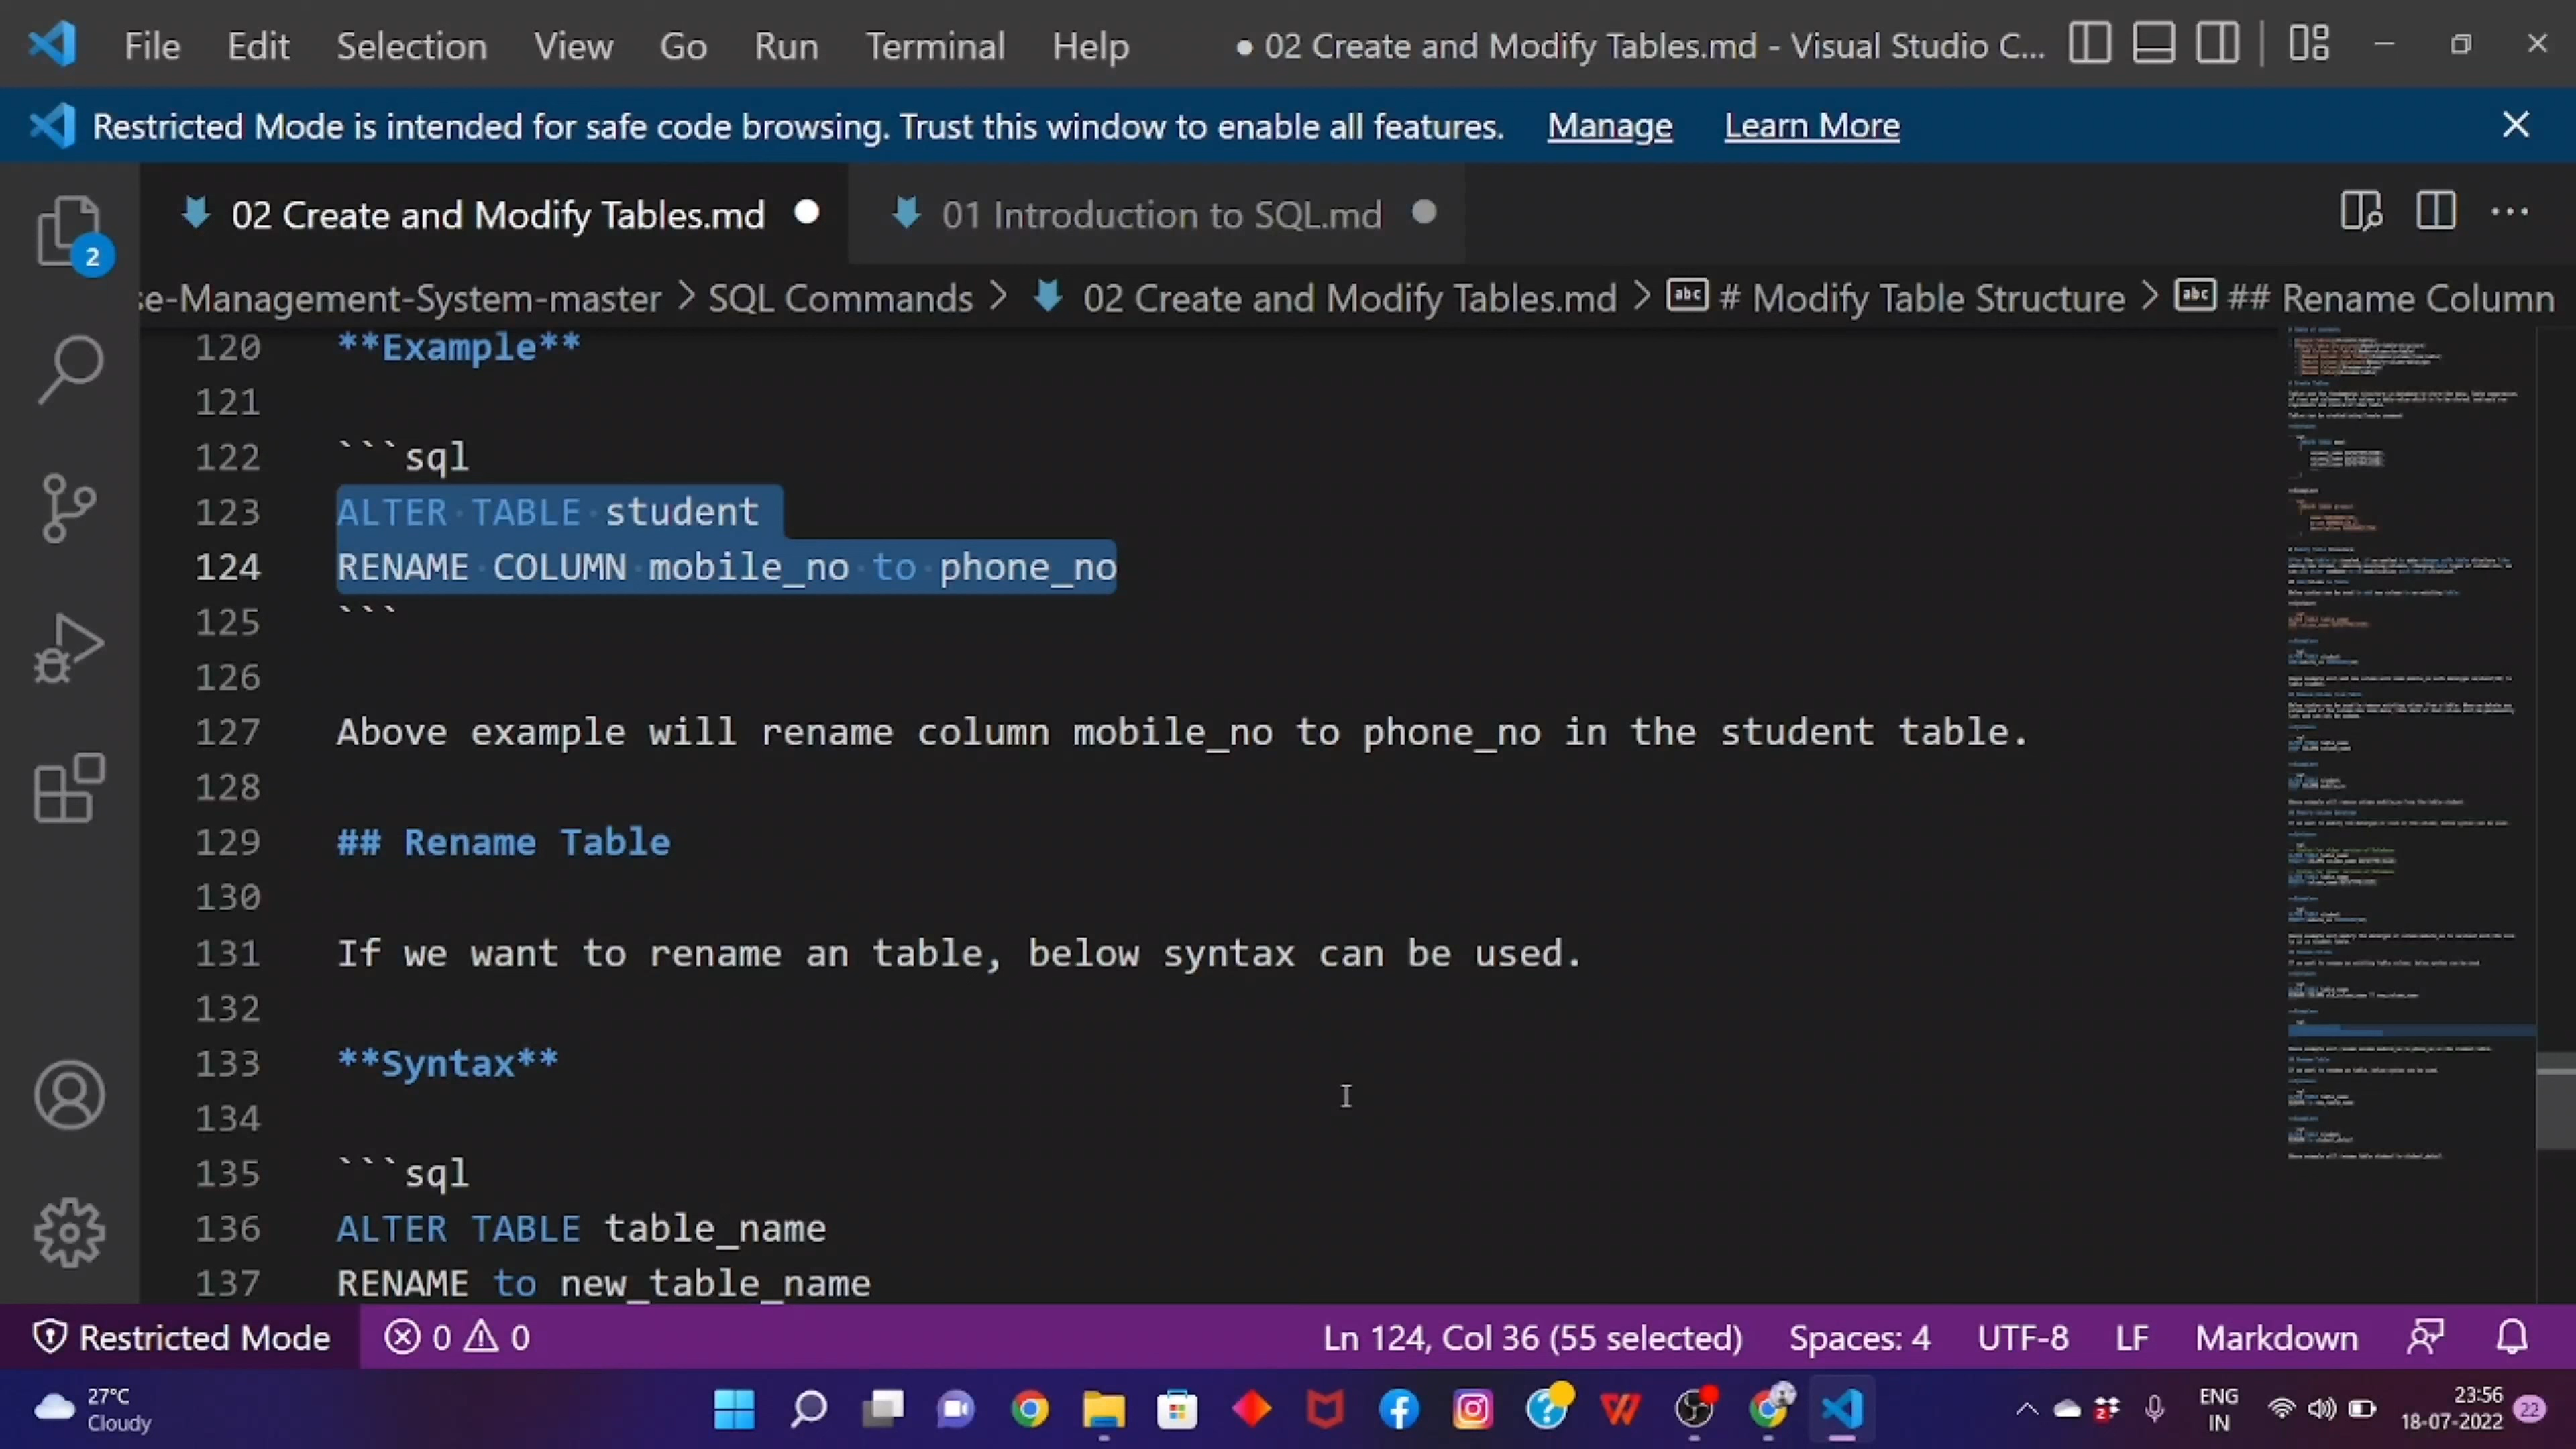 File Edit Selection View Go Run Terminal Help ● 02 Create and Modify Tables.md - Visual Studio C...
Restricted Mode is intended for safe code browsing. Trust this window to enable all features. Manage Learn More
02 Create and Modify Tables.md 01 Introduction to SQL.md
2
se-Management-System-master > SQL Commands > 02 Create and Modify Tables.md > # Modify Table Structure > ## Rename Column
120 **Example**
121
122 ```sql
123 ALTER TABLE student
124 RENAME COLUMN mobile_no to phone_no
125 ```
126
127 Above example will rename column mobile_no to phone_no in the student table.
128
129 ## Rename Table
130
131 If we want to rename an table, below syntax can be used.
132
133 **Syntax**
134
135 ```sql
136 ALTER TABLE table_name
137 RENAME to new_table_name
Restricted Mode 0 0 Ln 124, Col 36 (55 selected) Spaces: 4 UTF-8 LF Markdown
27°C
Cloudy
ENG
IN
23:56
18-07-2022
22